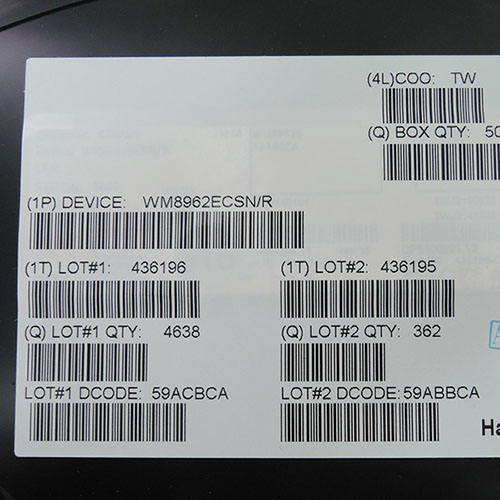 (4L)COO: TW
(Q) BOX QTY: 50
(1P) DEVICE: WM8962ECSN/R
(1T) LOT#1: 436196
(1T) LOT#2: 436195
(Q) LOT#1 QTY: 4638
(Q) LOT#2 QTY: 362
LOT#1 DCODE: 59ACBCA
LOT#2 DCODE: 59ABBCA
Ha